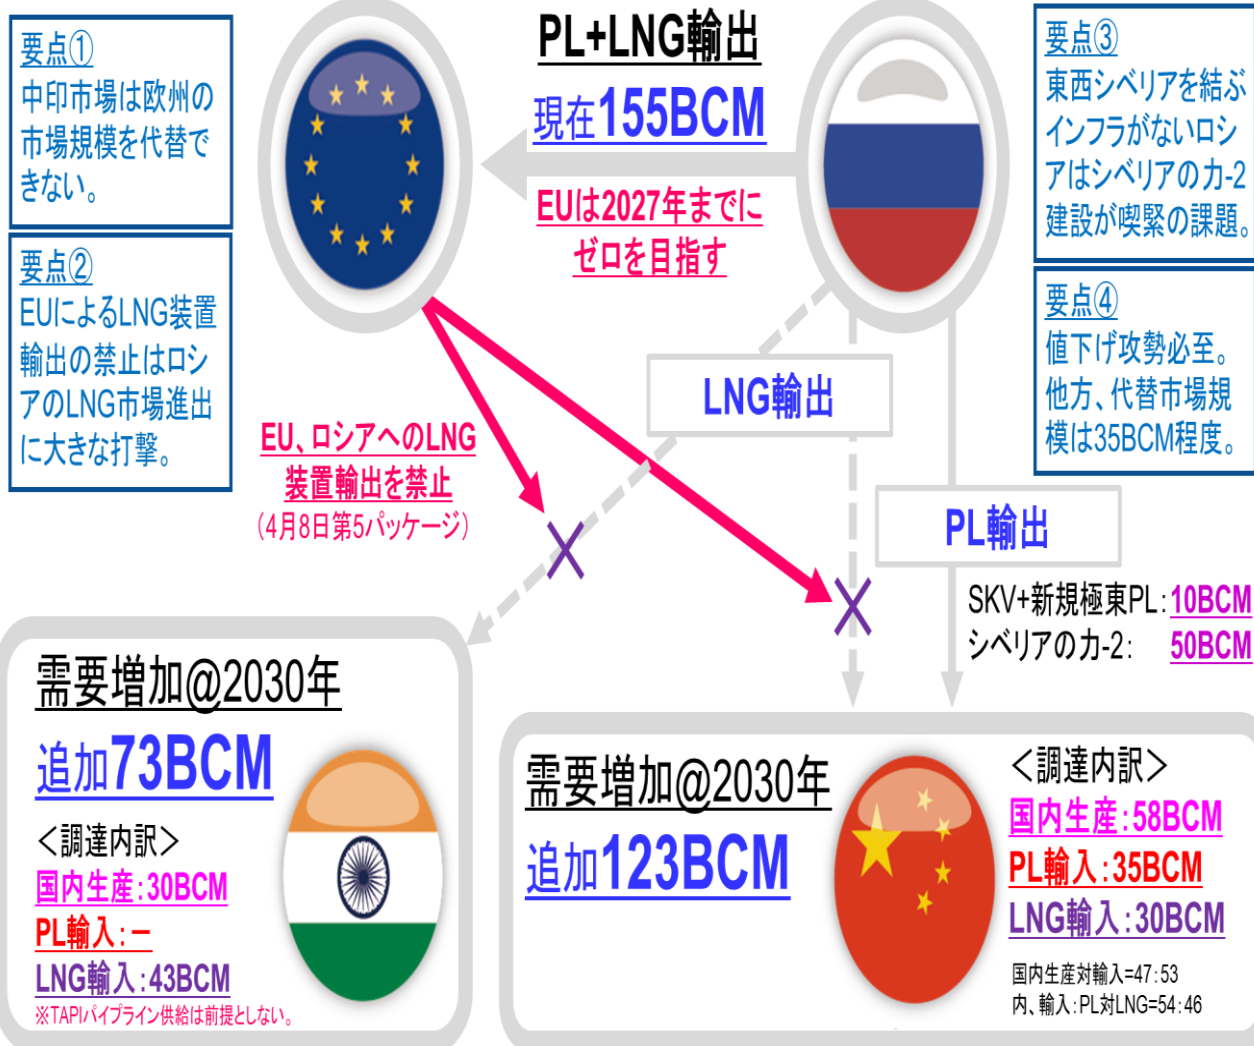 要点①
中印市場は欧州の
市場規模を代替で
きない。
要点②
EUによるLNG装置
輸出の禁止はロシ
アのLNG市場進出
に大きな打撃。
PL+LNG輸出
現在155BCM
EUは2027年までに
ゼロを目指す
要点③
東西シベリアを結ぶ
インフラがないロシ
アはシベリアの力-2
建設が喫緊の課題。
要点④
値下げ攻勢必至。
他方、代替市場規
模は35BCM程度。
LNG輸出
EU、ロシアへのLNG
装置輸出を禁止
（4月8日第5パッケージ）
PL輸出
SKV+新規極東PL：10BCM
シベリアの力-2： 50BCM
需要増加@2030年
追加73BCM
＜調達内訳＞
国内生産：30BCM
PL輸入：－
LNG輸入：43BCM
※TAPIパイプライン供給は前提としない。
需要増加@2030年
追加123BCM
＜調達内訳＞
国内生産：58BCM
PL輸入：35BCM
LNG輸入：30BCM
国内生産対輸入=47：53
内、輸入：PL対LNG=54：46